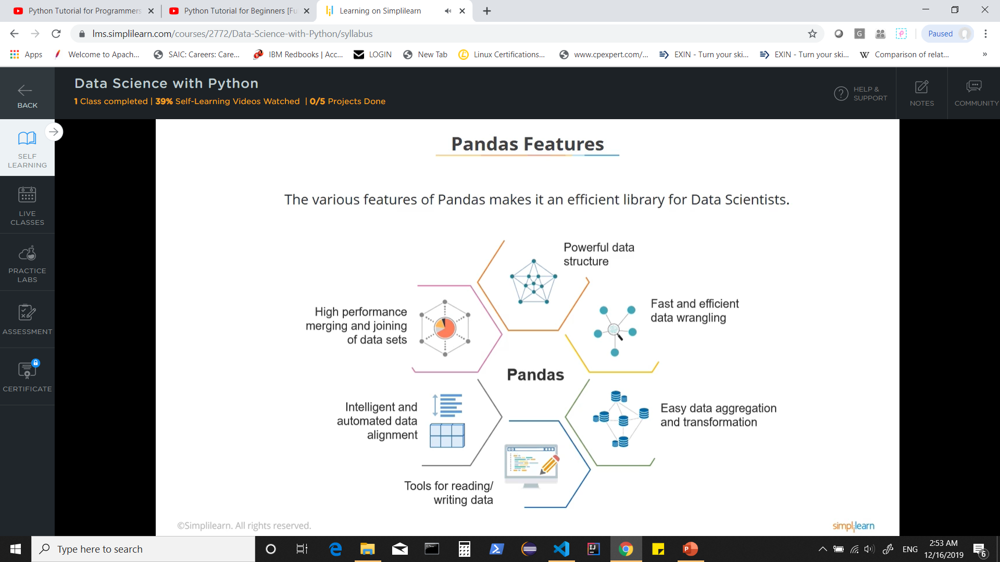 Python Tutorial for Programmers
Python Tutorial for Beginners [Fu
Learning on Simplilearn
lms.simplilearn.com/courses/2772/Data-Science-with-Python/syllabus
G
Paused
Apps
Welcome to Apach...
SAIC: Careers: Care...
IBM Redbooks | Acc...
LOGIN
New Tab
Linux Certifications...
www.cpexpert.com/...
EXIN - Turn your ski...
EXIN - Turn your ski...
W Comparison of relat...
»
BACK
Data Science with Python
1 Class completed | 39% Self-Learning Videos Watched | 0/5 Projects Done
HELP &
SUPPORT
NOTES
COMMUNITY
SELF
LEARNING
LIVE
CLASSES
PRACTICE
LABS
ASSESSMENT
CERTIFICATE
Pandas Features
The various features of Pandas makes it an efficient library for Data Scientists.
Powerful data
structure
Fast and efficient
data wrangling
High performance
merging and joining
of data sets
Pandas
Intelligent and
automated data
alignment
Easy data aggregation
and transformation
Tools for reading/
writing data
©Simplilearn. All rights reserved.
simplilearn
Type here to search
IJ
P
ENG
2:53 AM
12/16/2019
6